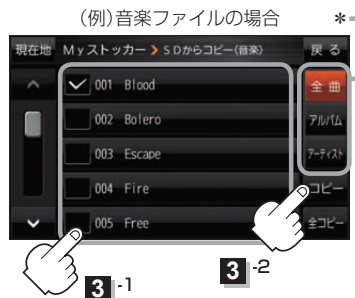 (例)音楽ファイルの場合
*
現在地 Myストッカー > SDからコピー(音楽) 戻る
001 Blood
002 Bolero
003 Escape
004 Fire
005 Free
全曲
アルバム
アーティスト
コピー
全コピー
3 -1
3 -2